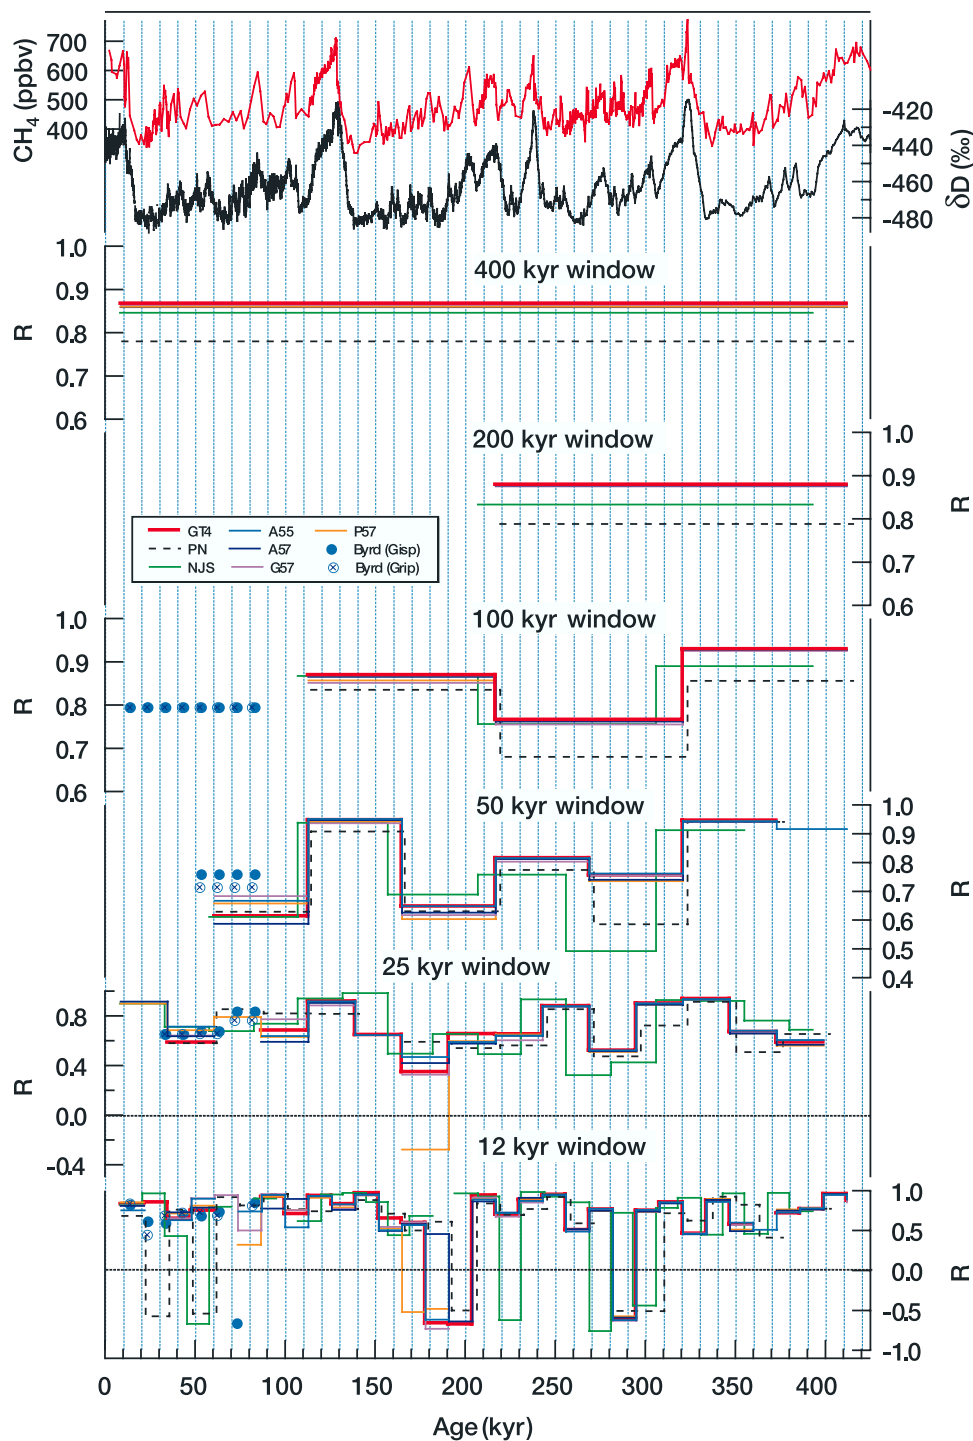 700
600
500
400
CH4 (ppbv)
-420
-440
-460
-480
δD (‰)
400 kyr window
1.0
0.9
0.8
0.7
0.6
R
200 kyr window
1.0
0.9
0.8
0.7
0.6
R
GT4
A55
P57
PN
A57
Byrd (Gisp)
NJS
G57
Byrd (Grip)
100 kyr window
1.0
0.9
0.8
0.7
0.6
R
50 kyr window
1.0
0.9
0.8
0.7
0.6
0.5
0.4
R
25 kyr window
0.8
0.4
0.0
-0.4
R
12 kyr window
1.0
0.5
0.0
-0.5
-1.0
R
0 50 100 150 200 250 300 350 400
Age (kyr)